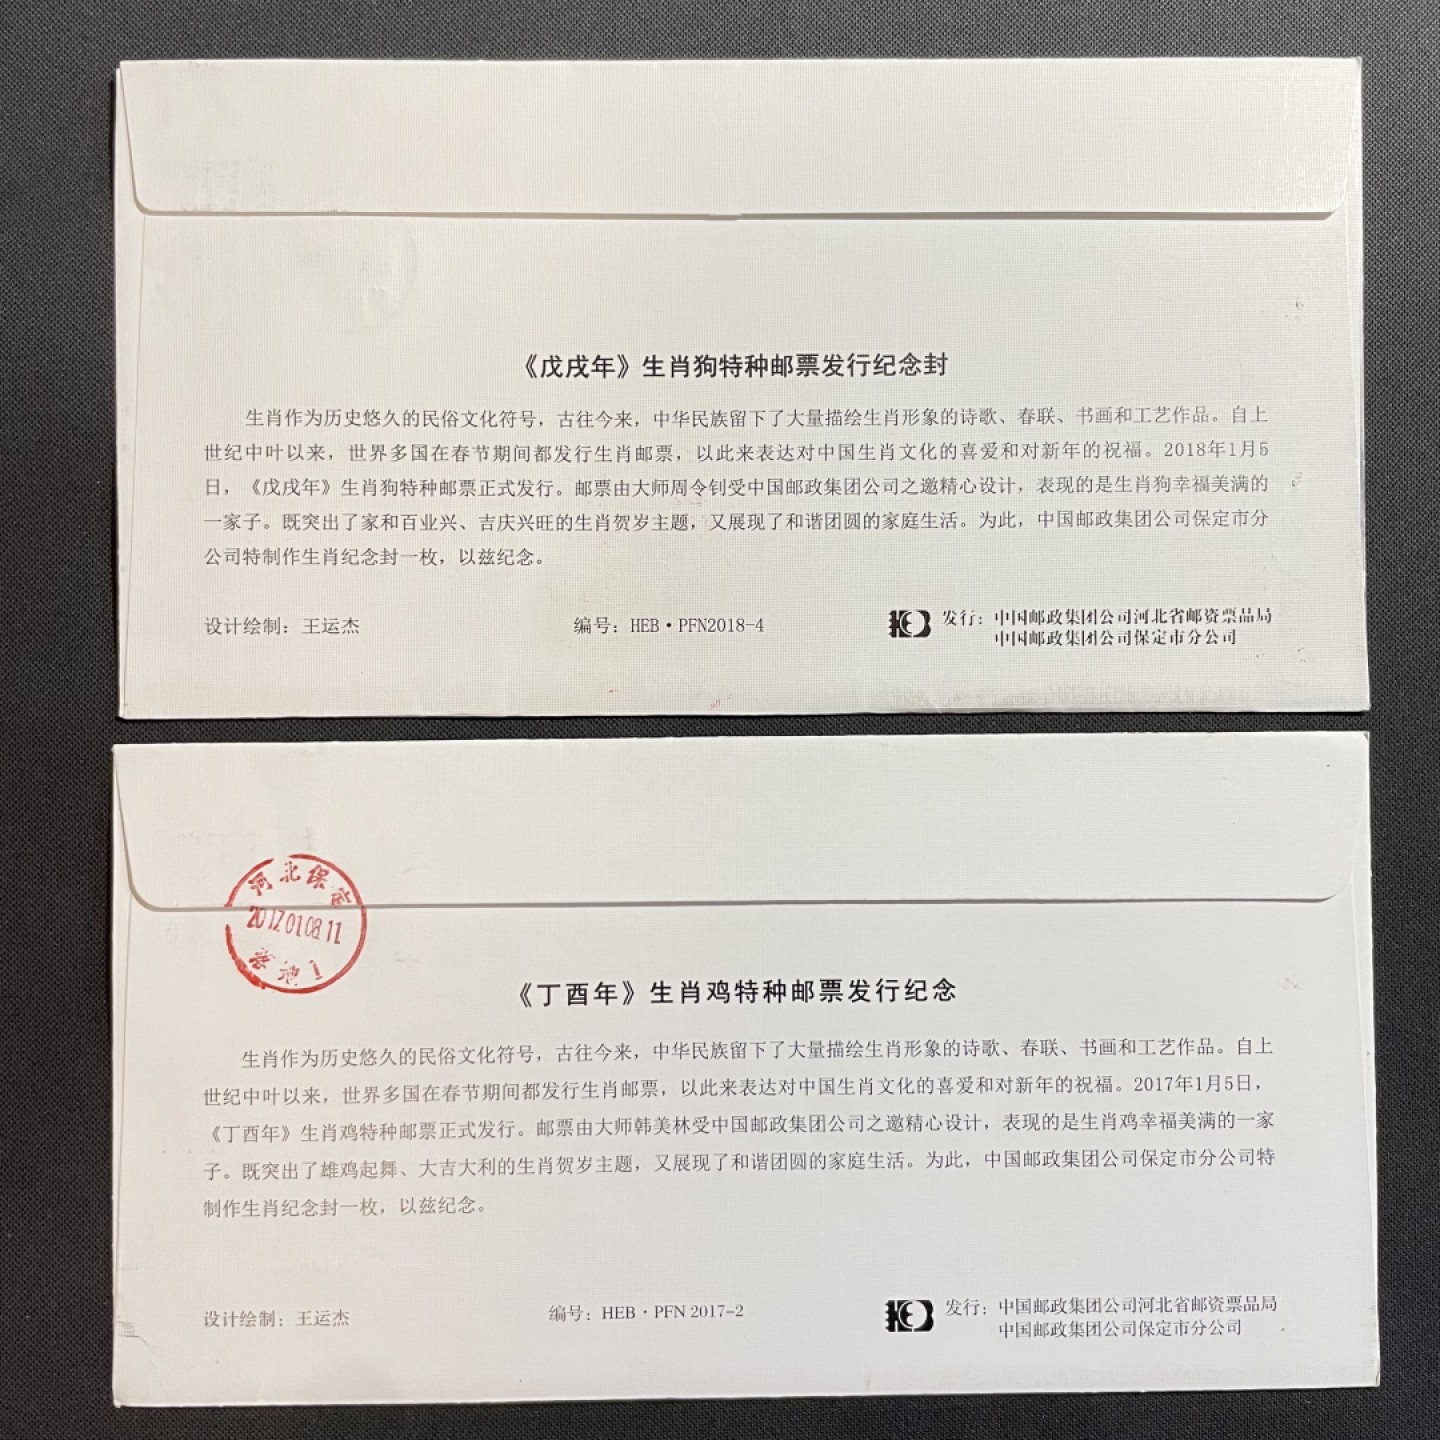 《戊戌年》生肖狗特种邮票发行纪念封
生肖作为历史悠久的民俗文化符号，古往今来，中华民族留下了大量描绘生肖形象的诗歌、春联、书画和工艺作品。自上
世纪中叶以来，世界多国在春节期间都发行生肖邮票，以此来表达对中国生肖文化的喜爱和对新年的祝福。2018年1月5
日，《戊戌年》生肖狗特种邮票正式发行。邮票由大师周令钊受中国邮政集团公司之邀精心设计，表现的是生肖狗幸福美满的
一家子。既突出了家和百业兴、吉庆兴旺的生肖贺岁主题，又展现了和谐团圆的家庭生活。为此，中国邮政集团公司保定市分
公司特制作生肖纪念封一枚，以兹纪念。
设计绘制：王运杰
编号：HEB·PFN2018-4
发行：中国邮政集团公司河北省邮资票品局
中国邮政集团公司保定市分公司
河北保定
2017.01.08.11
《丁酉年》生肖鸡特种邮票发行纪念
生肖作为历史悠久的民俗文化符号，古往今来，中华民族留下了大量描绘生肖形象的诗歌、春联、书画和工艺作品。自上
世纪中叶以来，世界多国在春节期间都发行生肖邮票，以此来表达对中国生肖文化的喜爱和对新年的祝福。2017年1月5日，
《丁酉年》生肖鸡特种邮票正式发行。邮票由大师韩美林受中国邮政集团公司之邀精心设计，表现的是生肖鸡幸福美满的一家
子。既突出了雄鸡起舞、大吉大利的生肖贺岁主题，又展现了和谐团圆的家庭生活。为此，中国邮政集团公司保定市分公司特
制作生肖纪念封一枚，以兹纪念。
设计绘制：王运杰
编号：HEB·PFN 2017-2
发行：中国邮政集团公司河北省邮资票品局
中国邮政集团公司保定市分公司